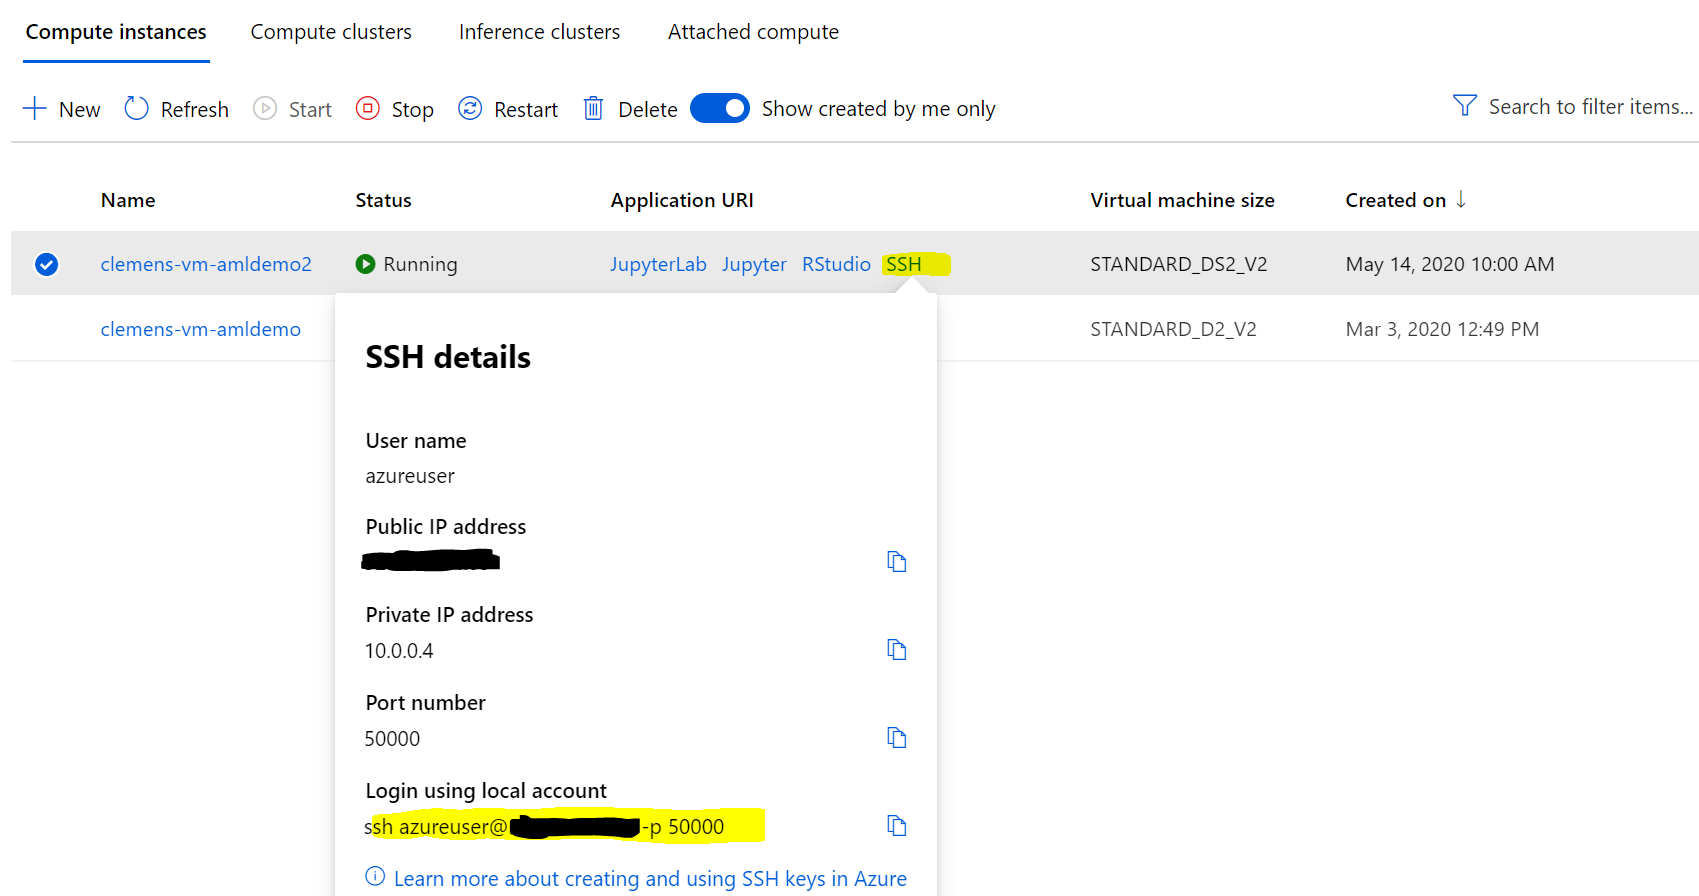 Compute instances Compute clusters Inference clusters Attached compute
New Refresh Start Stop Restart Delete Show created by me only Search to filter items...
Name Status Application URI Virtual machine size Created on ↓
clemens-vm-amldemo2 Running JupyterLab Jupyter RStudio SSH STANDARD_DS2_V2 May 14, 2020 10:00 AM
clemens-vm-amldemo STANDARD_D2_V2 Mar 3, 2020 12:49 PM
SSH details
User name
azureuser
Public IP address
Private IP address
10.0.0.4
Port number
50000
Login using local account
ssh azureuser@ -p 50000
Learn more about creating and using SSH keys in Azure